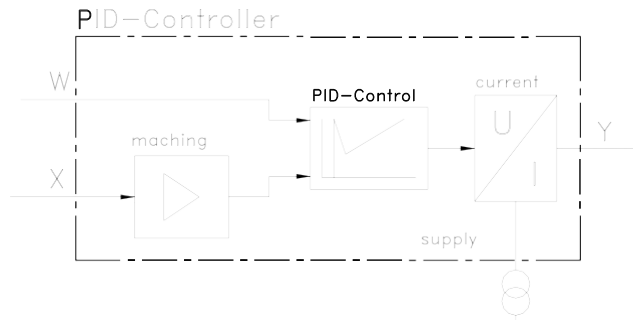 PID-Controller
W
PID-Control
current
U
Y
maching
X
I
supply